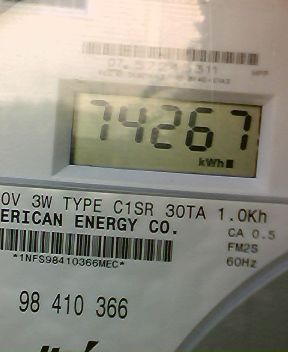 74267
kWh
0V 3W TYPE C1SR 30TA 1.0Kh
ERICAN ENERGY CO.
CA 0.5
FM2S
*1NFS98410366MEC*
60Hz
98 410 366